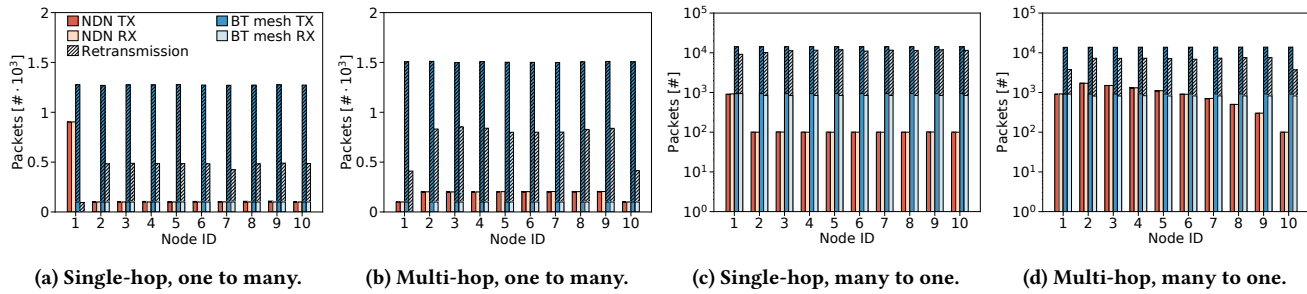 2
1.5
1
0.5
0
Packets [# · 10³]
NDN TX
NDN RX
Retransmission
BT mesh TX
BT mesh RX
1 2 3 4 5 6 7 8 9 10
Node ID
(a) Single-hop, one to many.
2
1.5
1
0.5
0
Packets [# · 10³]
1 2 3 4 5 6 7 8 9 10
Node ID
(b) Multi-hop, one to many.
10⁵
10⁴
10³
10²
10¹
10⁰
Packets [#]
1 2 3 4 5 6 7 8 9 10
Node ID
(c) Single-hop, many to one.
10⁵
10⁴
10³
10²
10¹
10⁰
Packets [#]
1 2 3 4 5 6 7 8 9 10
Node ID
(d) Multi-hop, many to one.